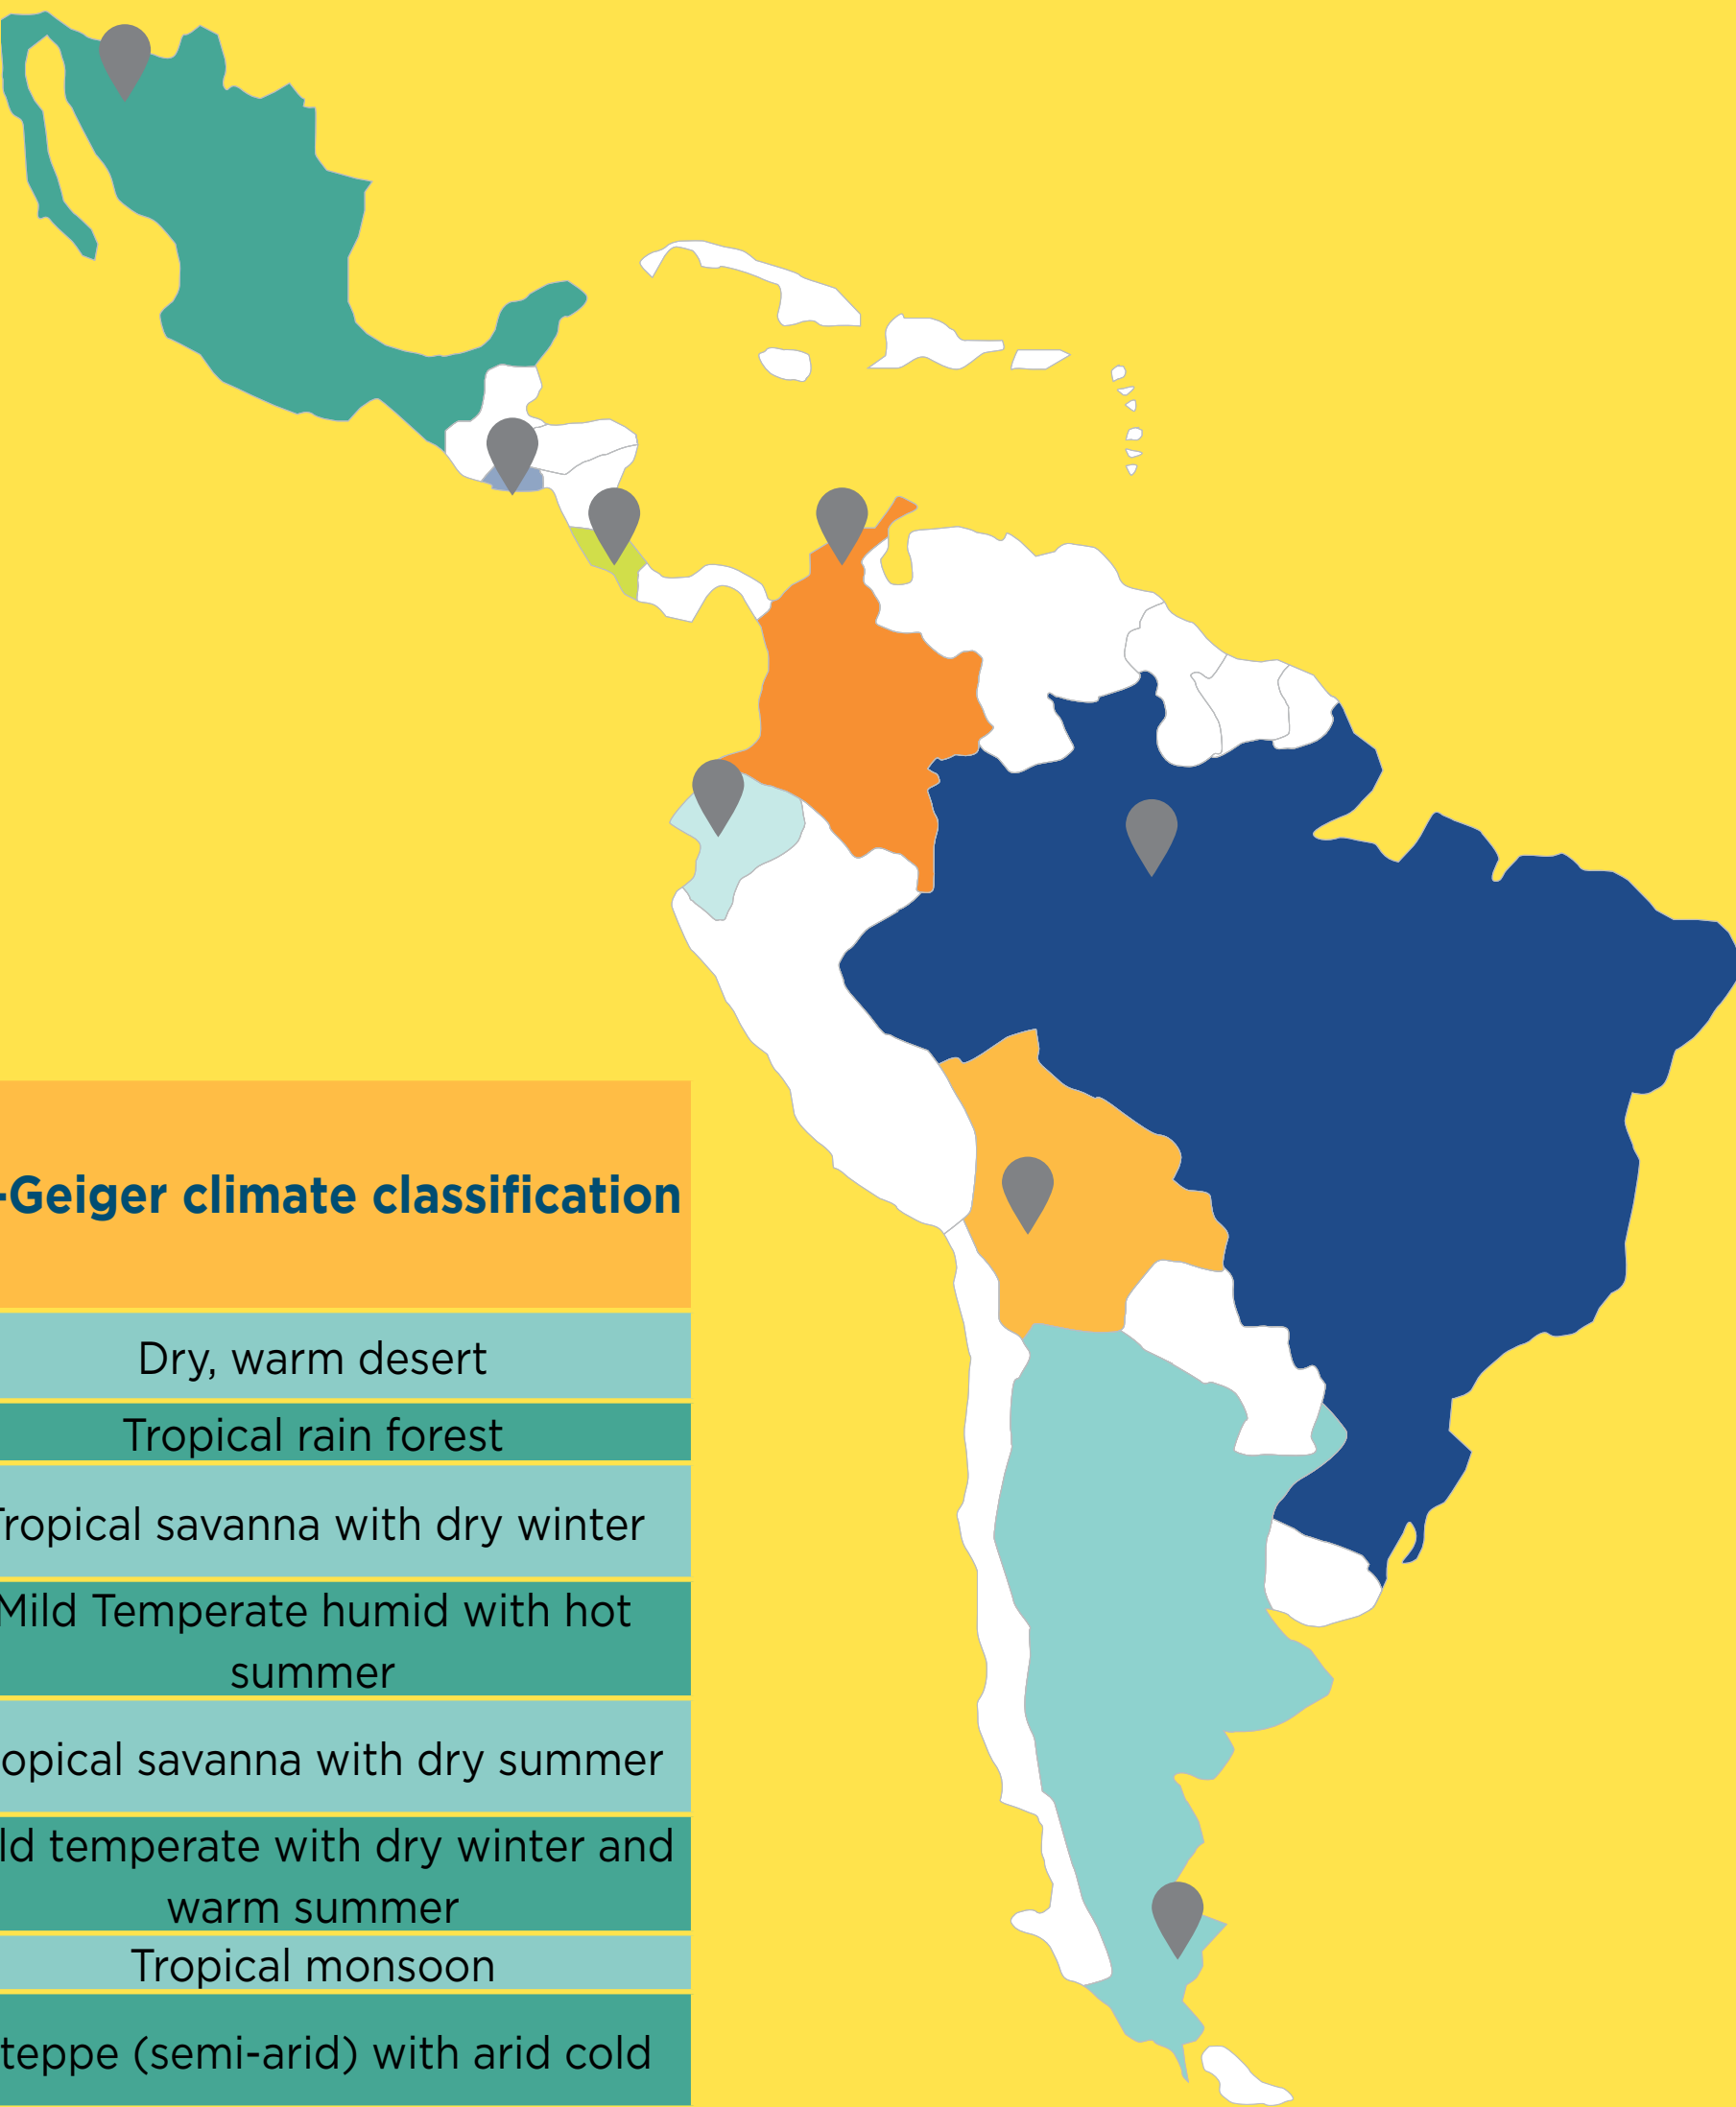 -Geiger climate classification
Dry, warm desert
Tropical rain forest
Tropical savanna with dry winter
Mild Temperate humid with hot
summer
opical savanna with dry summer
ld temperate with dry winter and
warm summer
Tropical monsoon
teppe (semi-arid) with arid cold